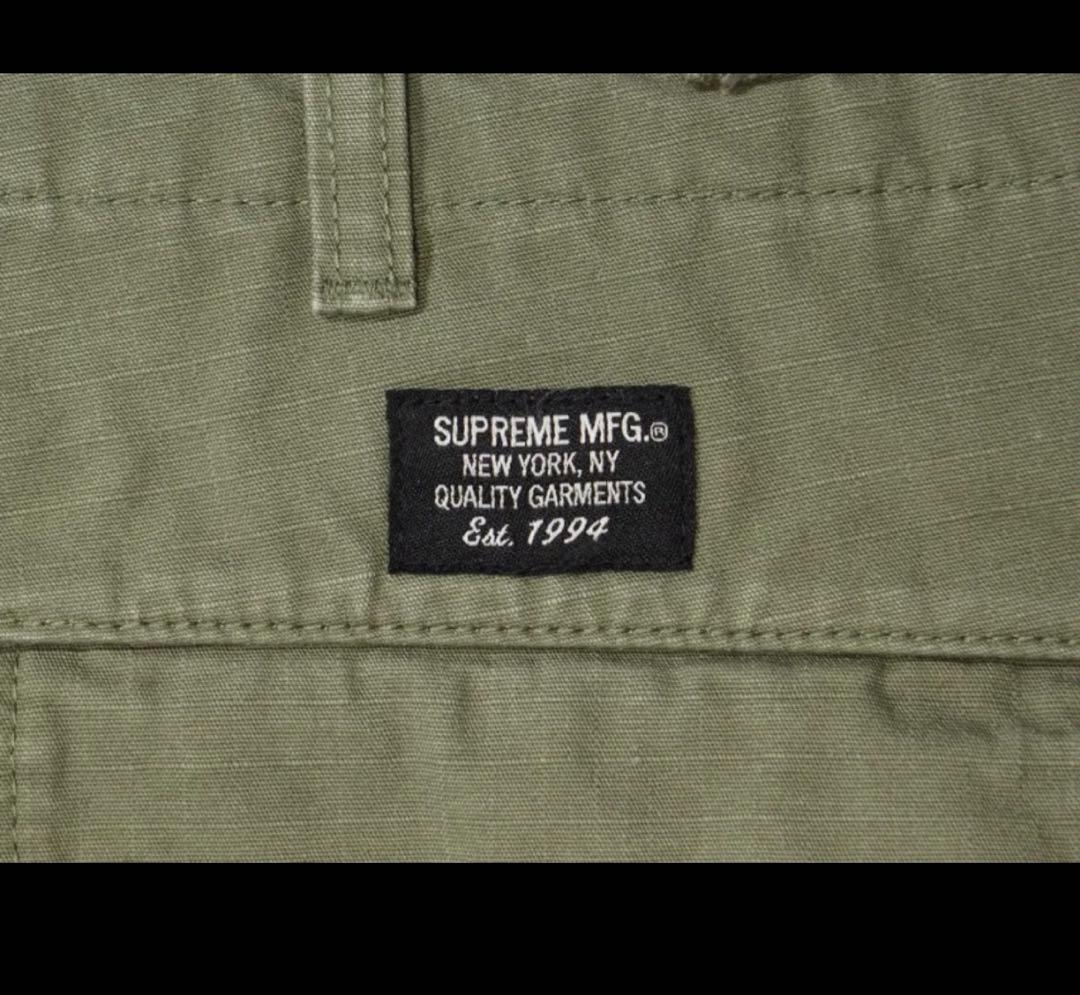 SUPREME MFG.®
NEW YORK, NY
QUALITY GARMENTS
Est. 1994